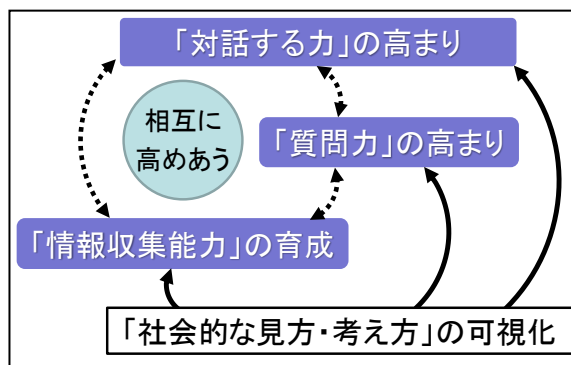 「対話する力」の高まり
相互に
高めあう
「質問力」の高まり
「情報収集能力」の育成
「社会的な見方・考え方」の可視化